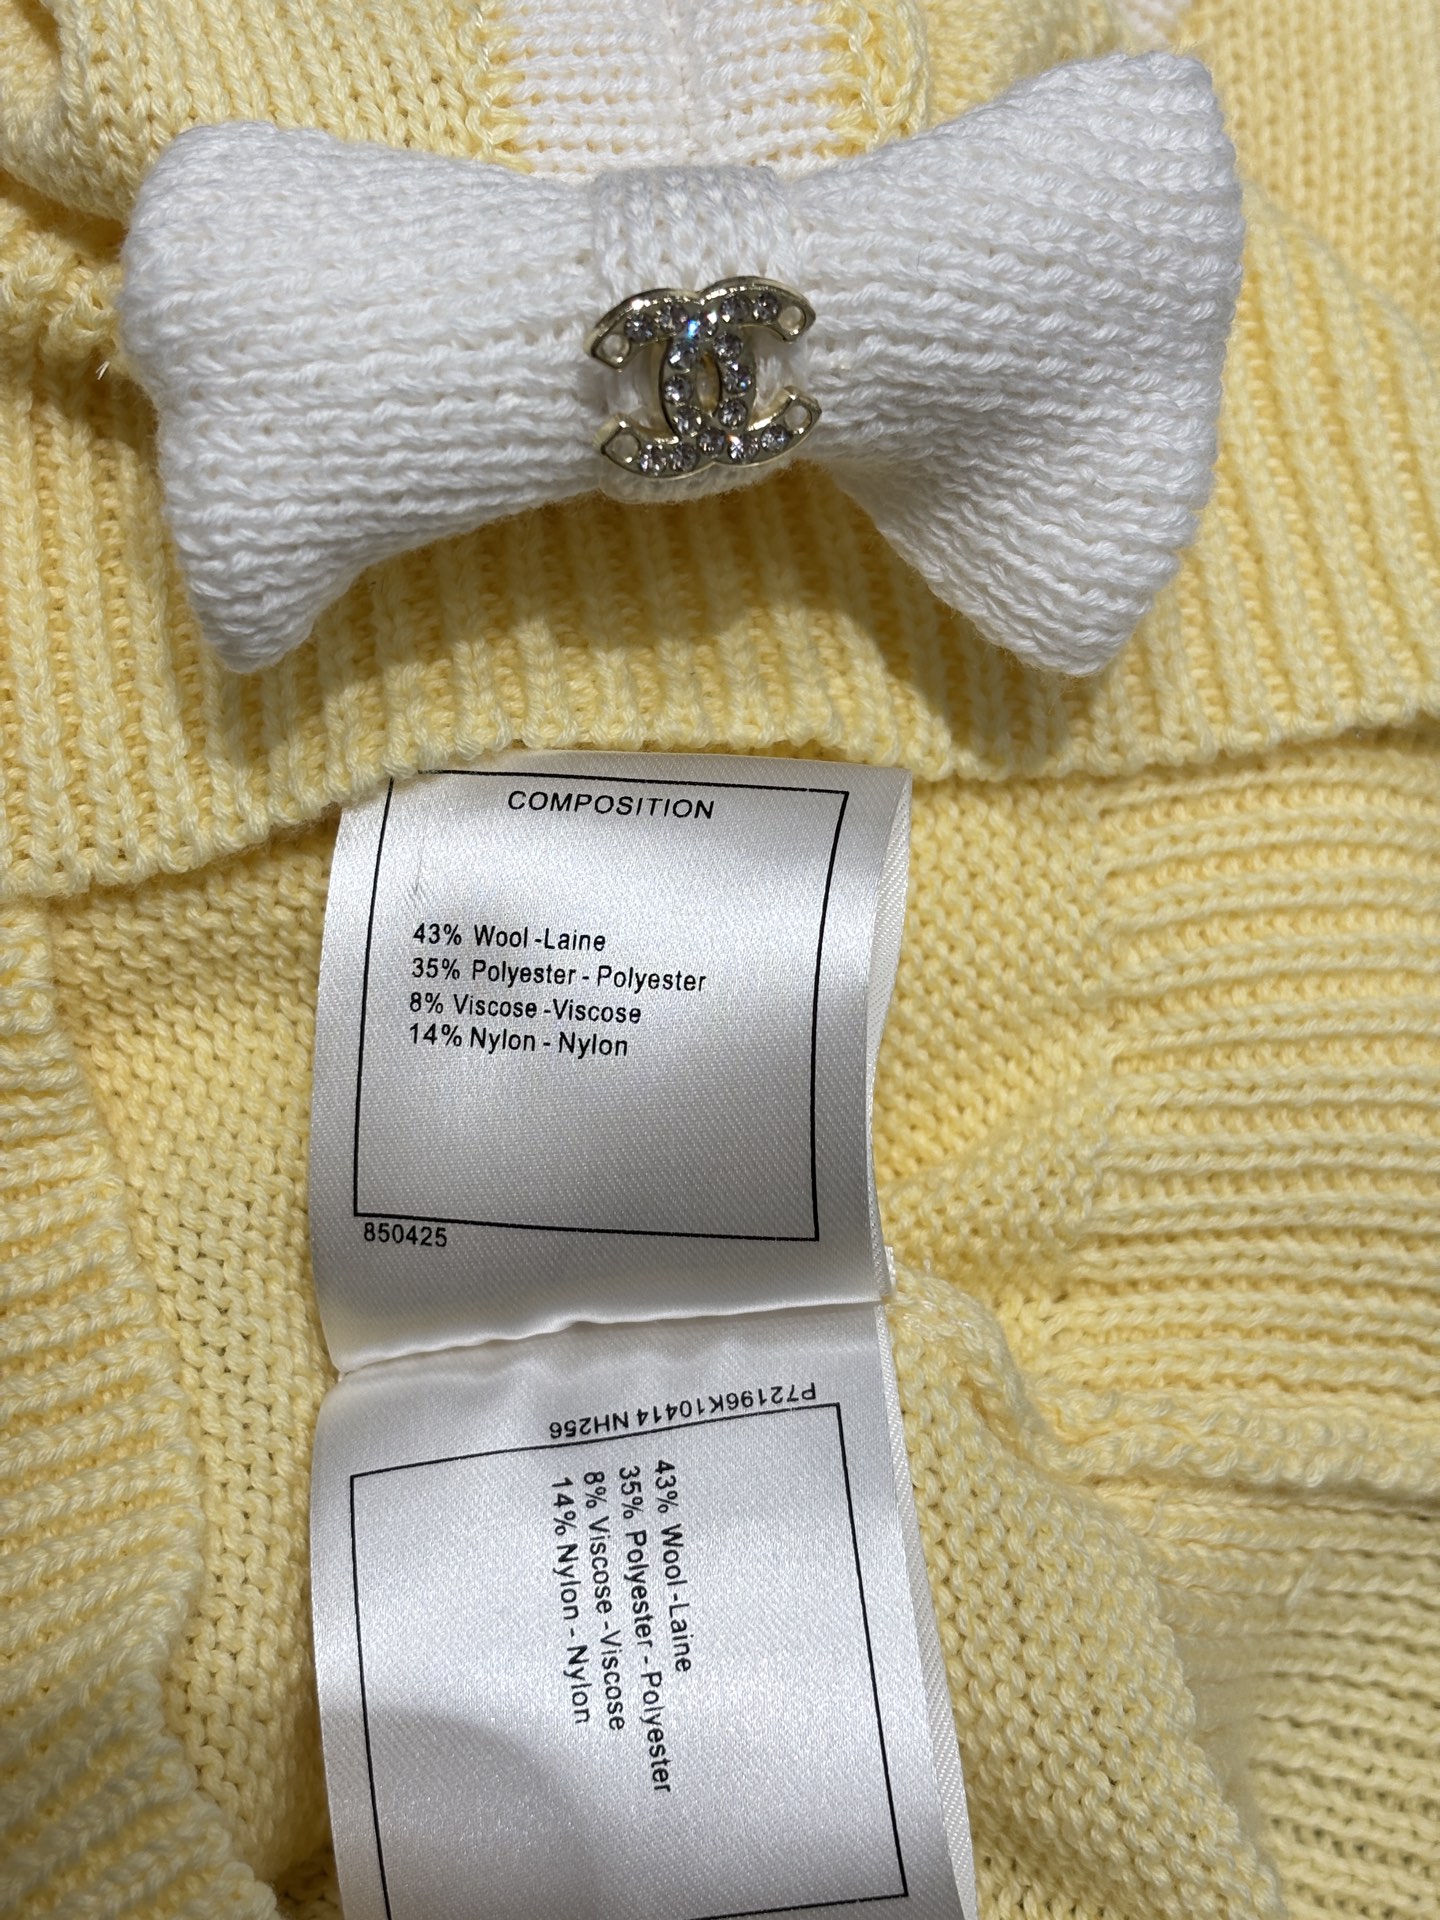 COMPOSITION
43% Wool -Laine
35% Polyester - Polyester
8% Viscose -Viscose
14% Nylon - Nylon
850425
P72196K10414 NH256
43% Wool -Laine
35% Polyester - Polyester
8% Viscose -Viscose
14% Nylon - Nylon